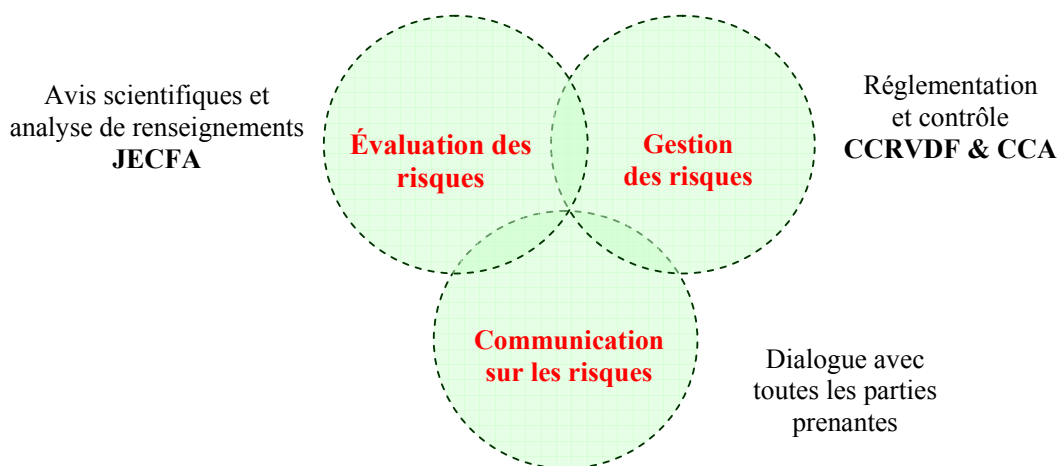 Avis scientifiques et
analyse de renseignements
JECFA
Évaluation des
risques
Gestion
des risques
Réglementation
et contrôle
CCRVDF & CCA
Communication
sur les risques
Dialogue avec
toutes les parties
prenantes